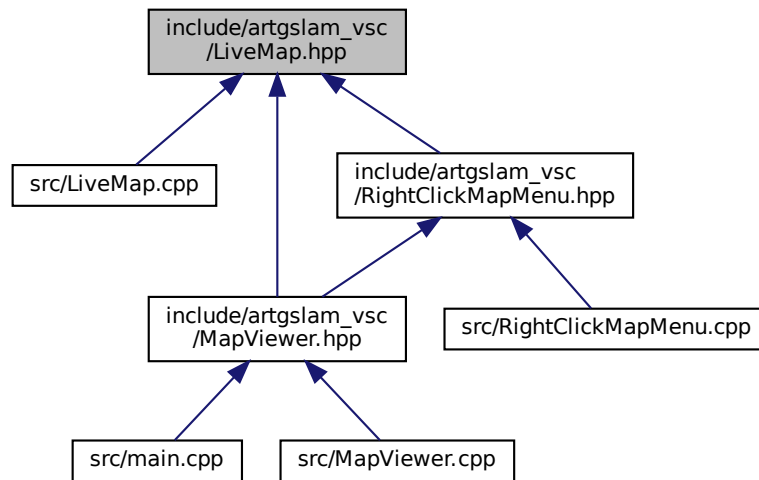 include/artgslam_vsc
/LiveMap.hpp
src/LiveMap.cpp
include/artgslam_vsc
/RightClickMapMenu.hpp
include/artgslam_vsc
/MapViewer.hpp
src/RightClickMapMenu.cpp
src/main.cpp
src/MapViewer.cpp